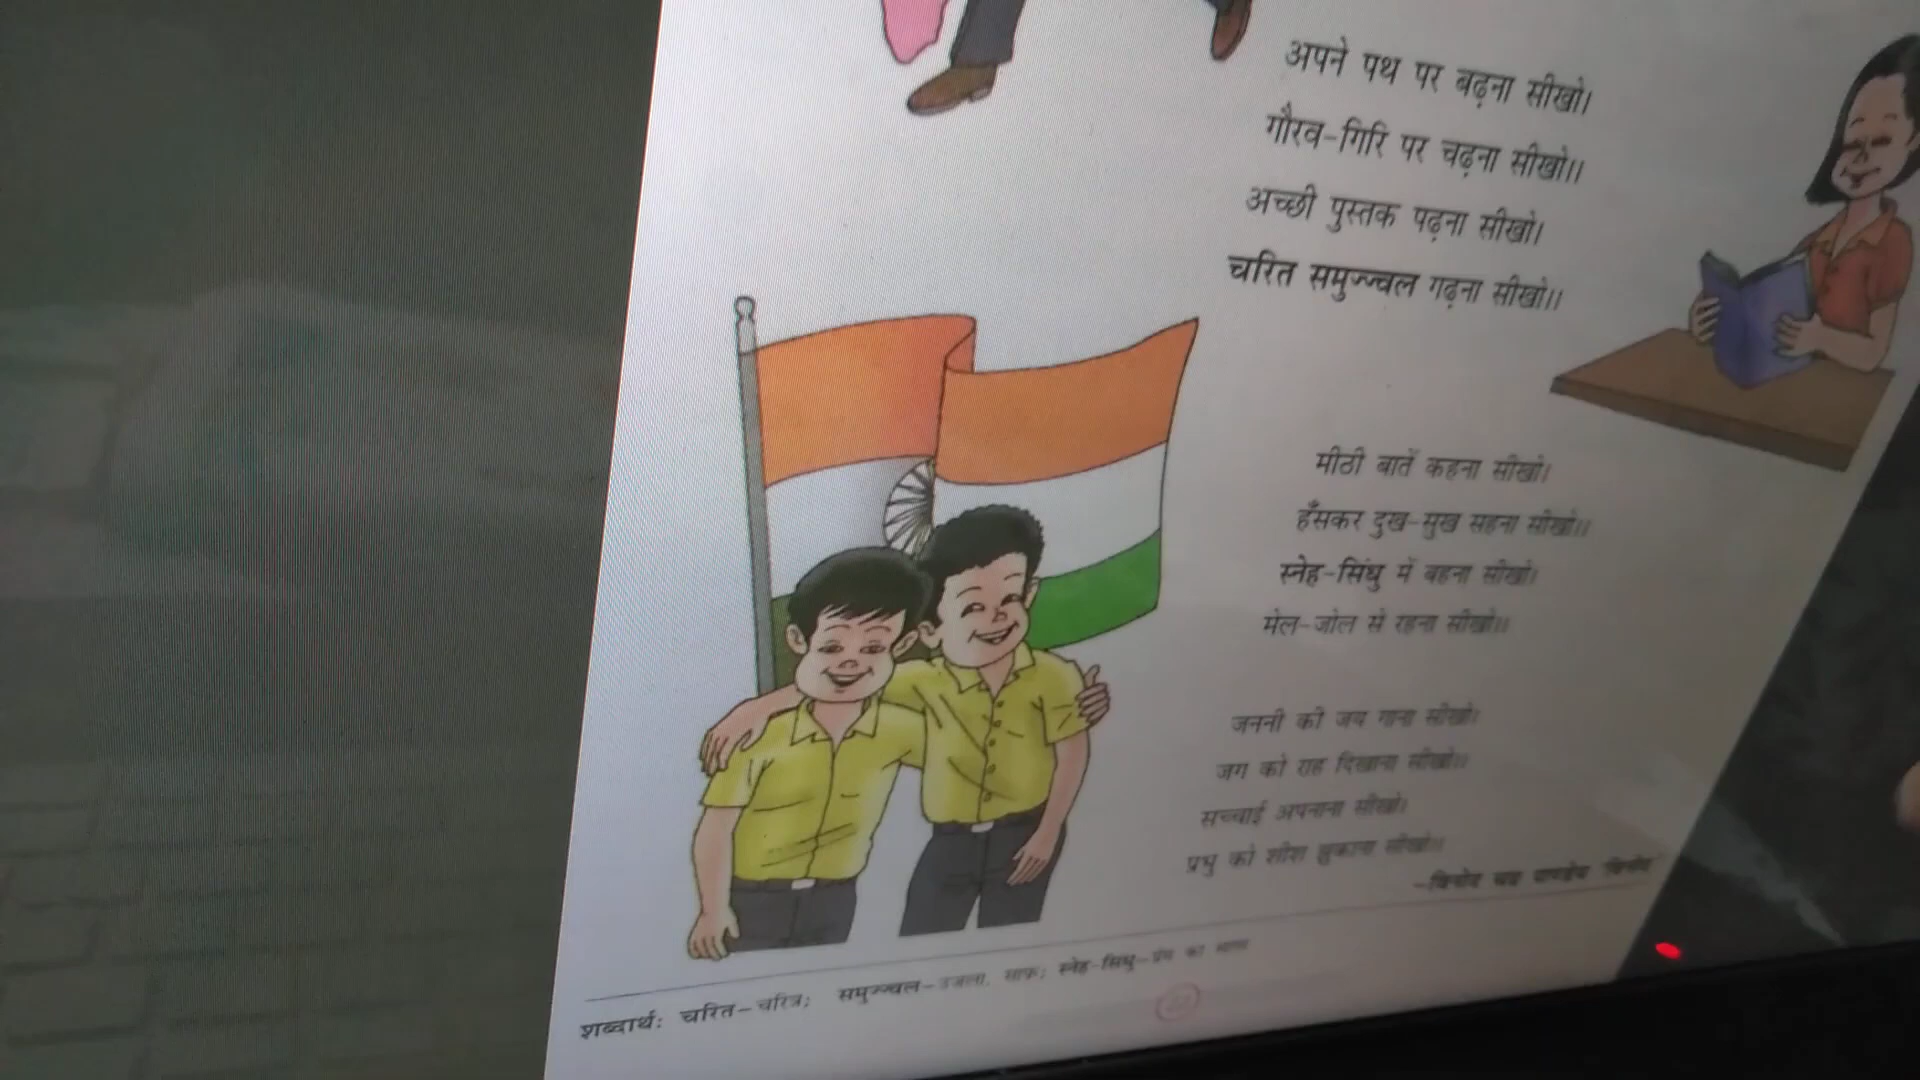 अपने पथ पर बढ़ना सीखो।
गौरव-गिरि पर चढ़ना सीखो।।
अच्छी पुस्तक पढ़ना सीखो।
चरित समुज्ज्वल गढ़ना सीखो।।
मीठी बातें कहना सीखो।
हँसकर दुख-सुख सहना सीखो।।
स्नेह-सिंधु में बहना सीखो।
मेल-जोल से रहना सीखो।।
जननी की जय गाना सीखो।
जग को राह दिखाना सीखो।।
सच्चाई अपनाना सीखो।
प्रभु को शीश झुकाना सीखो।।
-विनोद चन्द्र पाण्डेय 'विनोद'
शब्दार्थ: चरित-चरित्र; समुज्ज्वल-उजला, साफ; स्नेह-सिंधु-प्रेम का सागर